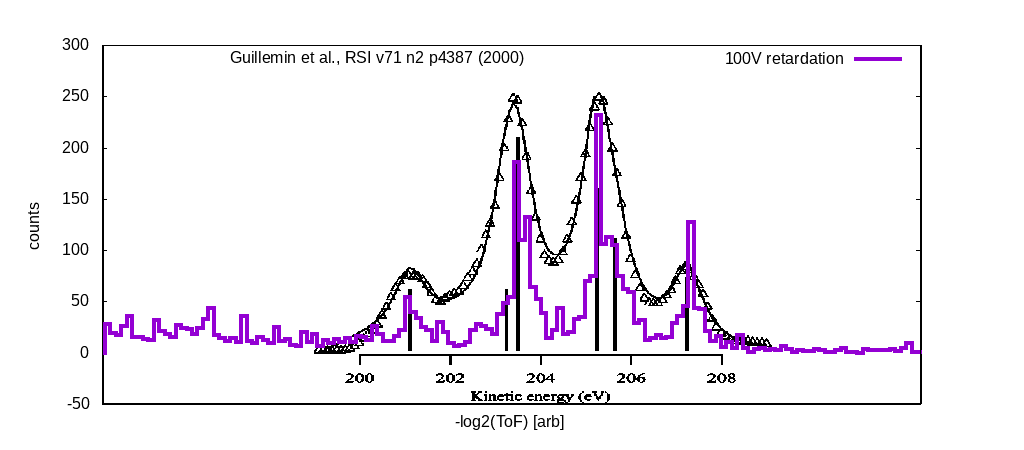 300
Guillemin et al., RSI v71 n2 p4387 (2000)
100V retardation
250
200
150
100
50
0
-50
counts
200 202 204 206 208
Kinetic energy (eV)
-log2(ToF) [arb]